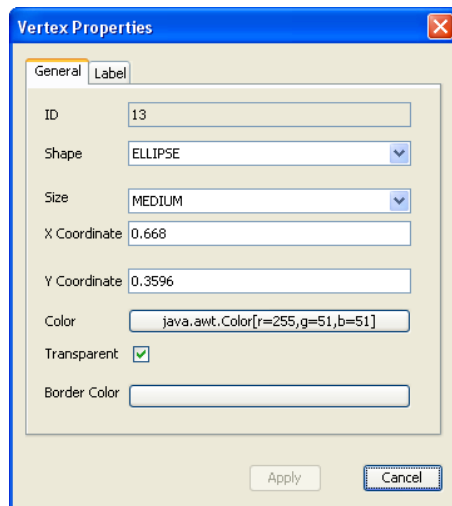 Vertex Properties
General Label
ID 13
Shape ELLIPSE
Size MEDIUM
X Coordinate 0.668
Y Coordinate 0.3596
Color java.awt.Color[r=255,g=51,b=51]
Transparent
Border Color
Apply Cancel